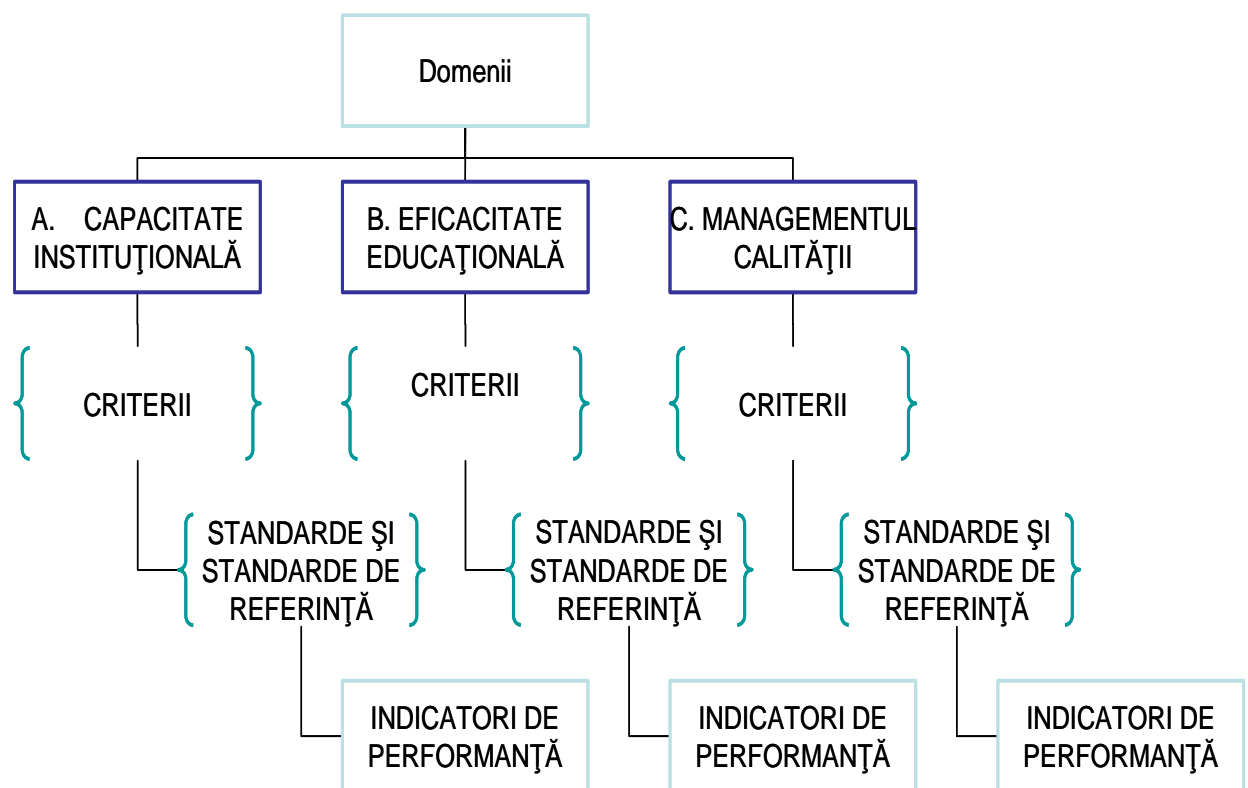 Domenii
A. CAPACITATE
INSTITUŢIONALĂ
B. EFICACITATE
EDUCAŢIONALĂ
C. MANAGEMENTUL
CALITĂŢII
CRITERII
CRITERII
CRITERII
STANDARDE ŞI
STANDARDE DE
REFERINŢĂ
STANDARDE ŞI
STANDARDE DE
REFERINŢĂ
STANDARDE ŞI
STANDARDE DE
REFERINŢĂ
INDICATORI DE
PERFORMANŢĂ
INDICATORI DE
PERFORMANŢĂ
INDICATORI DE
PERFORMANŢĂ